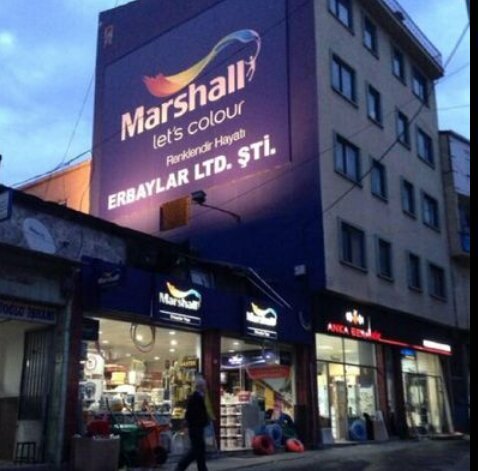 Marshall
let's colour
Renklendir Hayatı
ERBAYLAR LTD. ŞTİ.
Marshall
Marshall
ANKA